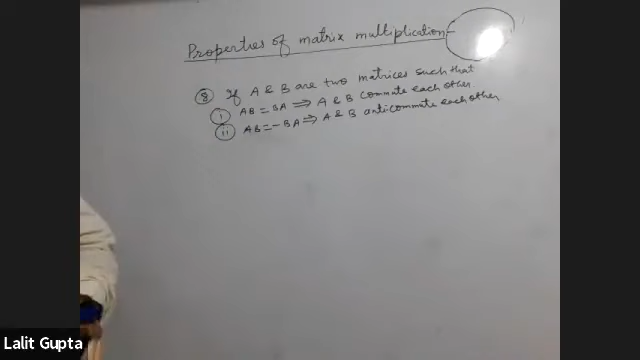 Properties of matrix multiplication-
⑧ If A & B are two matrices such that
(i) AB = BA ⟹ A & B commute each other
(ii) AB = -BA ⟹ A & B anticommute each other
Lalit Gupta